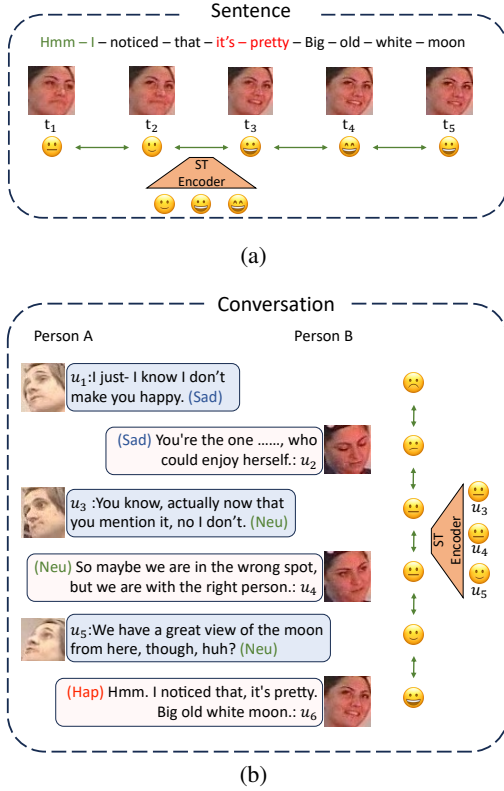 Sentence
Hmm – I – noticed – that – it's – pretty – Big – old – white – moon
t1 t2 t3 t4 t5
ST
Encoder
(a)
Conversation
Person A Person B
u1:I just- I know I don't
make you happy. (Sad)
(Sad) You're the one ……, who
could enjoy herself.: u2
u3 :You know, actually now that
you mention it, no I don't. (Neu)
(Neu) So maybe we are in the wrong spot,
but we are with the right person.: u4
u5:We have a great view of the moon
from here, though, huh? (Neu)
(Hap) Hmm. I noticed that, it's pretty.
Big old white moon.: u6
ST
Encoder
u3
u4
u5
(b)